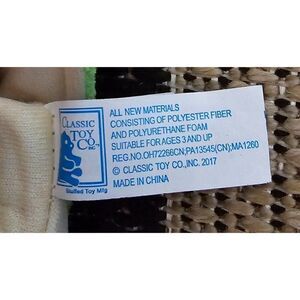 CLASSIC
TOY
CO.
INC
Stuffed Toy Mfg
ALL NEW MATERIALS
CONSISTING OF POLYESTER FIBER
AND POLYURETHANE FOAM
SUITABLE FOR AGES 3 AND UP
REG.NO.OH72266CN;PA13545(CN);MA1260
© CLASSIC TOY CO.,INC. 2017
MADE IN CHINA